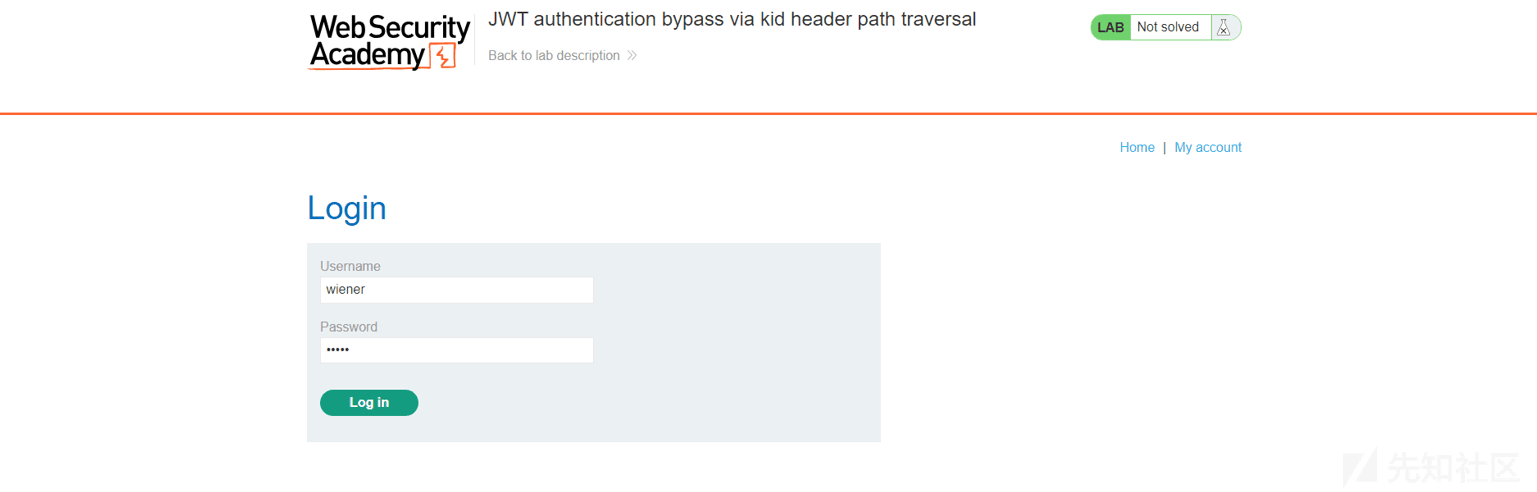 Web Security
Academy
JWT authentication bypass via kid header path traversal
Back to lab description
LAB Not solved
Home | My account
Login
Username
wiener
Password
•••••
Log in
先知社区